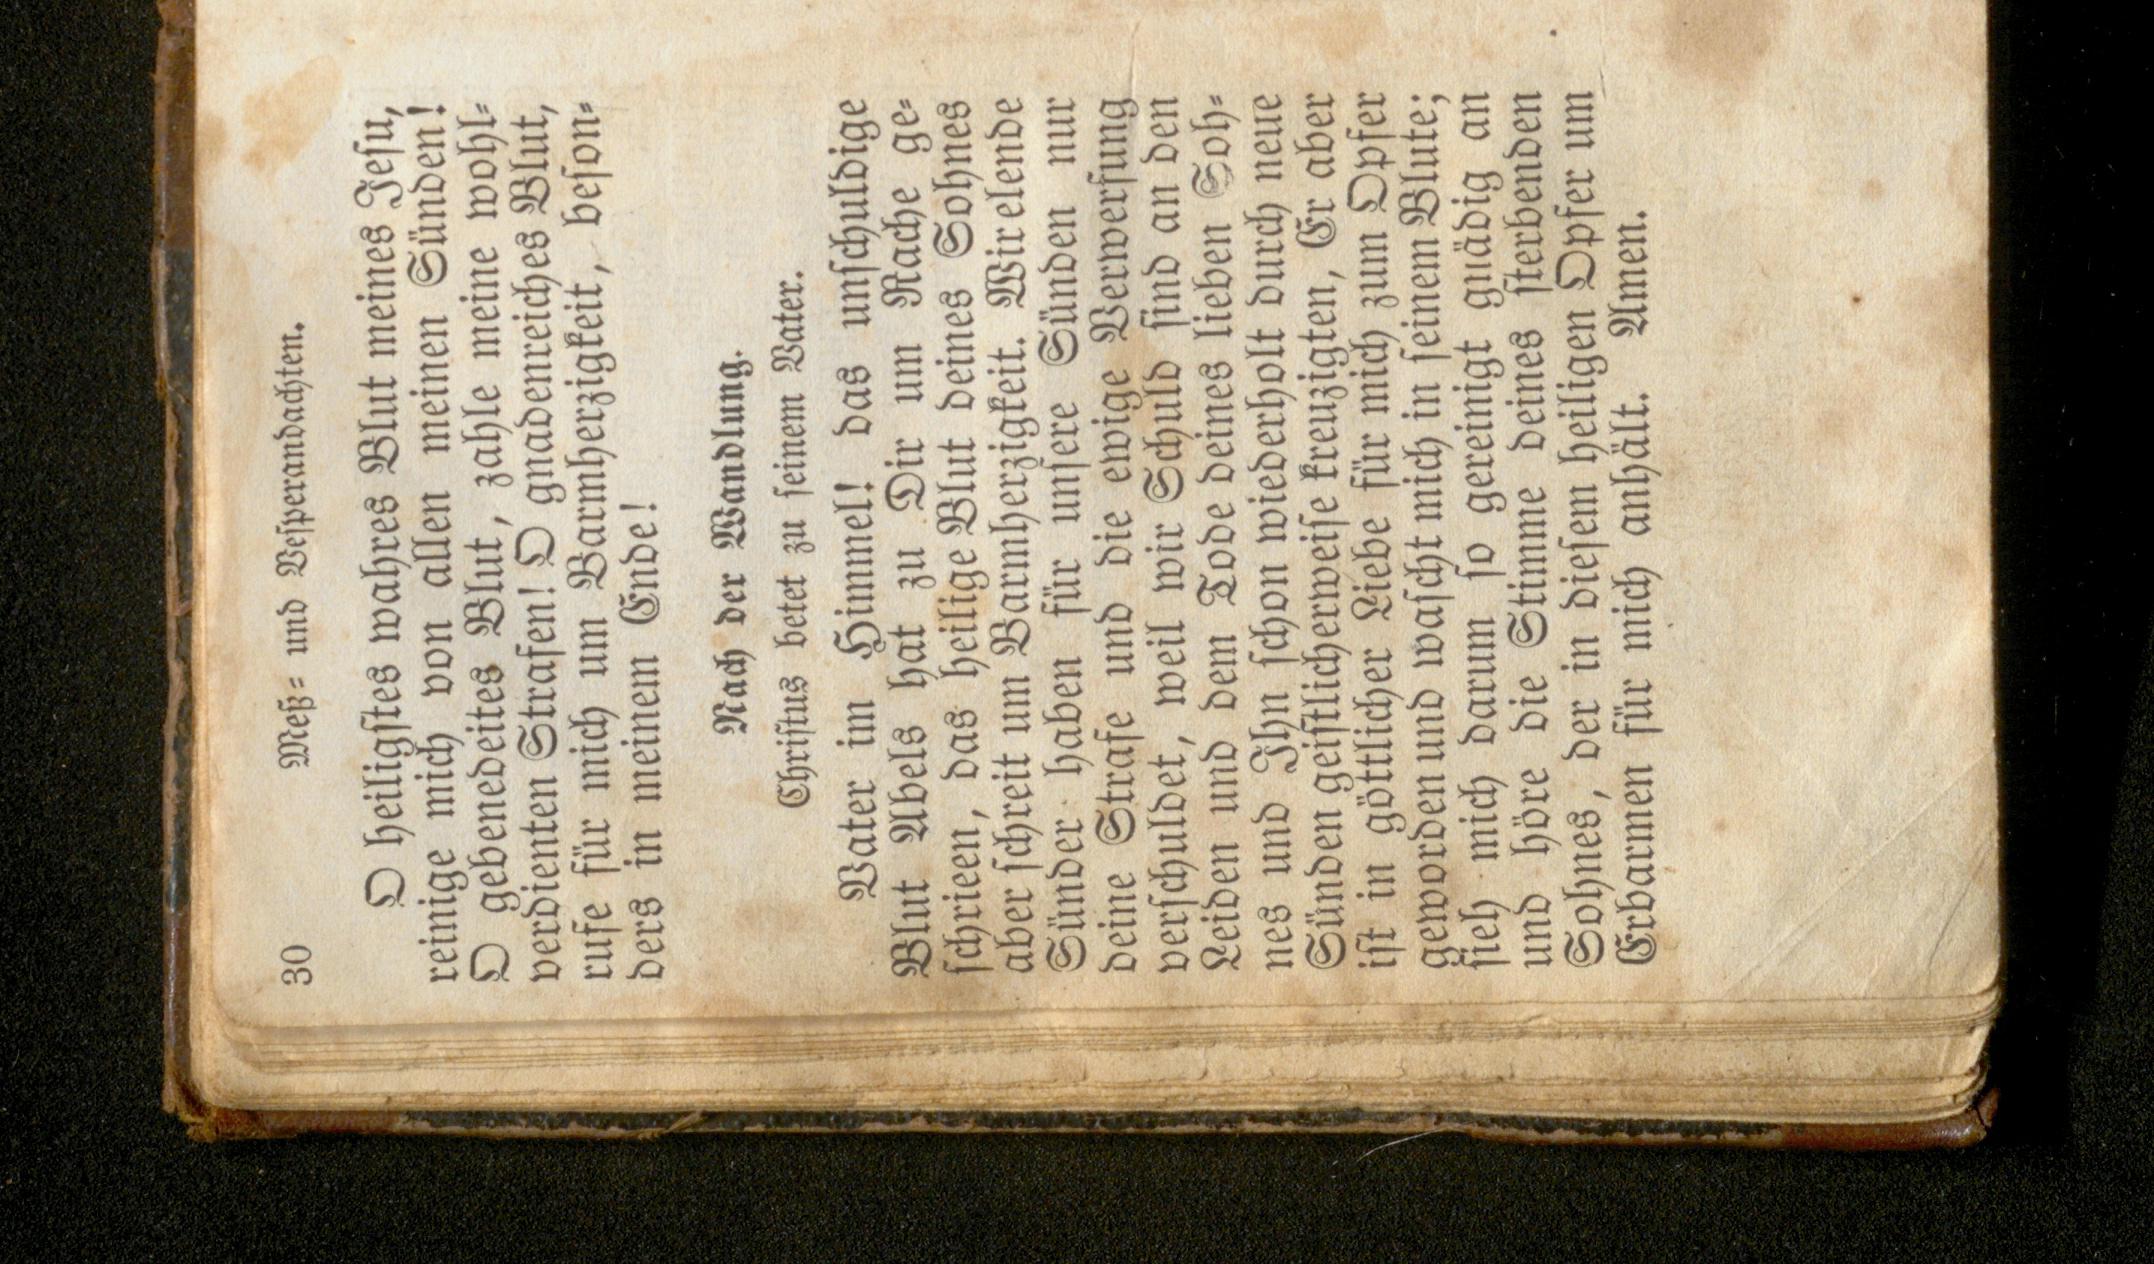 30 Meß- und Vesperandachten.
O heiligstes wahres Blut meines Jesu,
reinige mich von allen meinen Sünden!
O gebenedeites Blut, zahle meine wohl-
verdienten Strafen! O gnadenreiches Blut,
rufe für mich um Barmherzigkeit, beson-
ders in meinem Ende!
Nach der Wandlung.
Christus betet zu seinem Vater.
Vater im Himmel! das unschuldige
Blut Abels hat zu Dir um Rache ge-
schrieen, das heilige Blut deines Sohnes
aber schreit um Barmherzigkeit. Wir elende
Sünder haben für unsere Sünden nur
deine Strafe und die ewige Verwerfung
verschuldet, weil wir Schuld sind an den
Leiden und dem Tode deines lieben Soh-
nes und Ihn schon wiederholt durch neue
Sünden geistlicherweise kreuzigten, Er aber
ist in göttlicher Liebe für mich zum Opfer
geworden und wascht mich in seinem Blute;
sieh mich darum so gereinigt gnädig an
und höre die Stimme deines sterbenden
Sohnes, der in diesem heiligen Opfer um
Erbarmen für mich anhält. Amen.